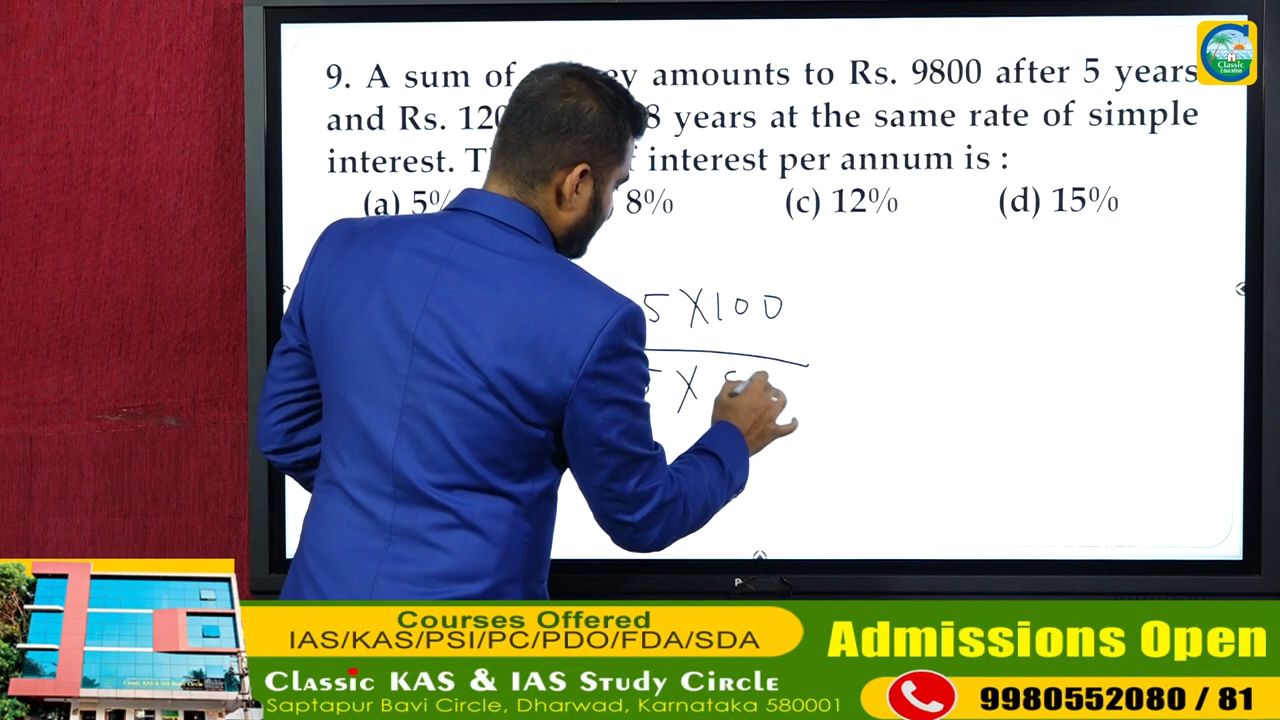 9. A sum of ey amounts to Rs. 9800 after 5 years
and Rs. 120 8 years at the same rate of simple
interest. T f interest per annum is :
(a) 5% 8% (c) 12% (d) 15%
5 X 100
5 X
Classic
Education
Courses Offered
IAS/KAS/PSI/PC/PDO/FDA/SDA
Classic KAS & IAS Study Circle
Saptapur Bavi Circle, Dharwad, Karnataka 580001
Admissions Open
9980552080 / 81